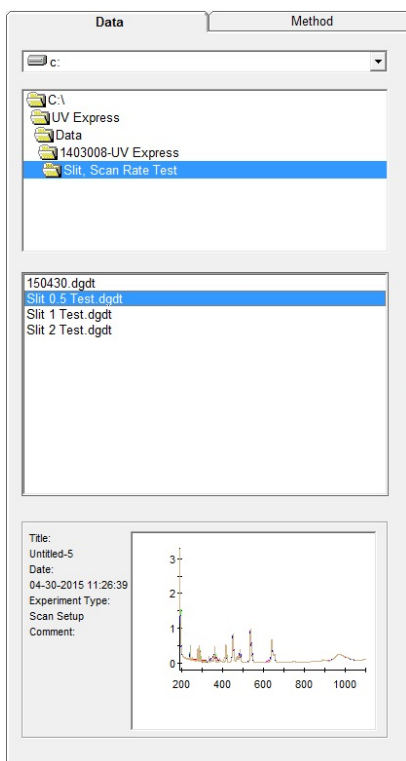 Data Method
c:
C:\
UV Express
Data
1403008-UV Express
Slit, Scan Rate Test
150430.dgdt
Slit 0.5 Test.dgdt
Slit 1 Test.dgdt
Slit 2 Test.dgdt
Title:
Untitled-5
Date:
04-30-2015 11:26:39
Experiment Type:
Scan Setup
Comment:
3
2
1
0
200 400 600 800 1000